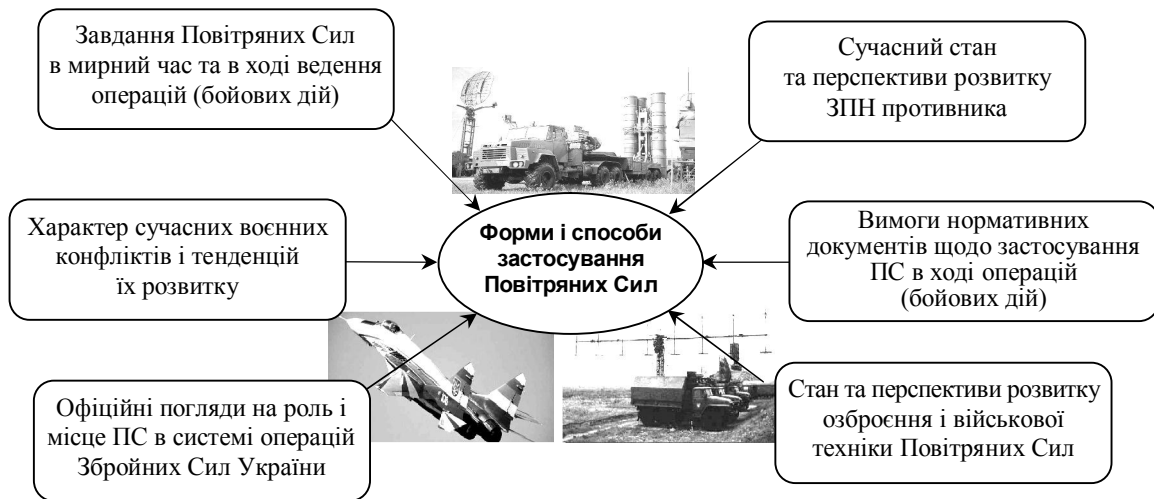 Завдання Повітряних Сил
в мирний час та в ході ведення
операцій (бойових дій)
Сучасний стан
та перспективи розвитку
ЗПН противника
Характер сучасних воєнних
конфліктів і тенденцій
їх розвитку
Форми і способи
застосування
Повітряних Сил
Вимоги нормативних
документів щодо застосування
ПС в ході операцій
(бойових дій)
Офіційні погляди на роль і
місце ПС в системі операцій
Збройних Сил України
Стан та перспективи розвитку
озброєння і військової
техніки Повітряних Сил